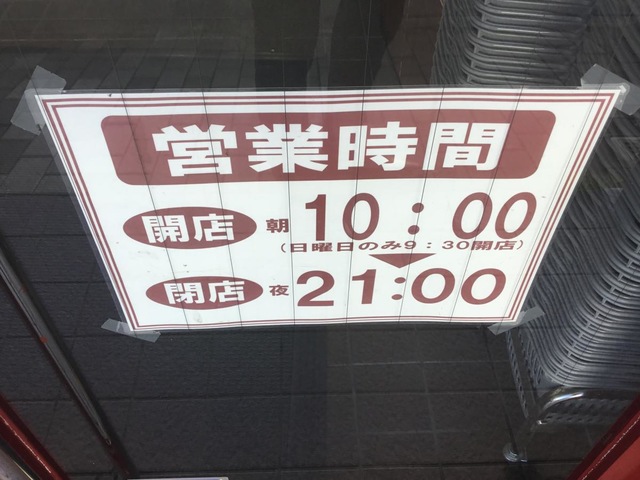 営業時間
開店 朝 10:00
(日曜日のみ9:30開店)
閉店 夜 21:00